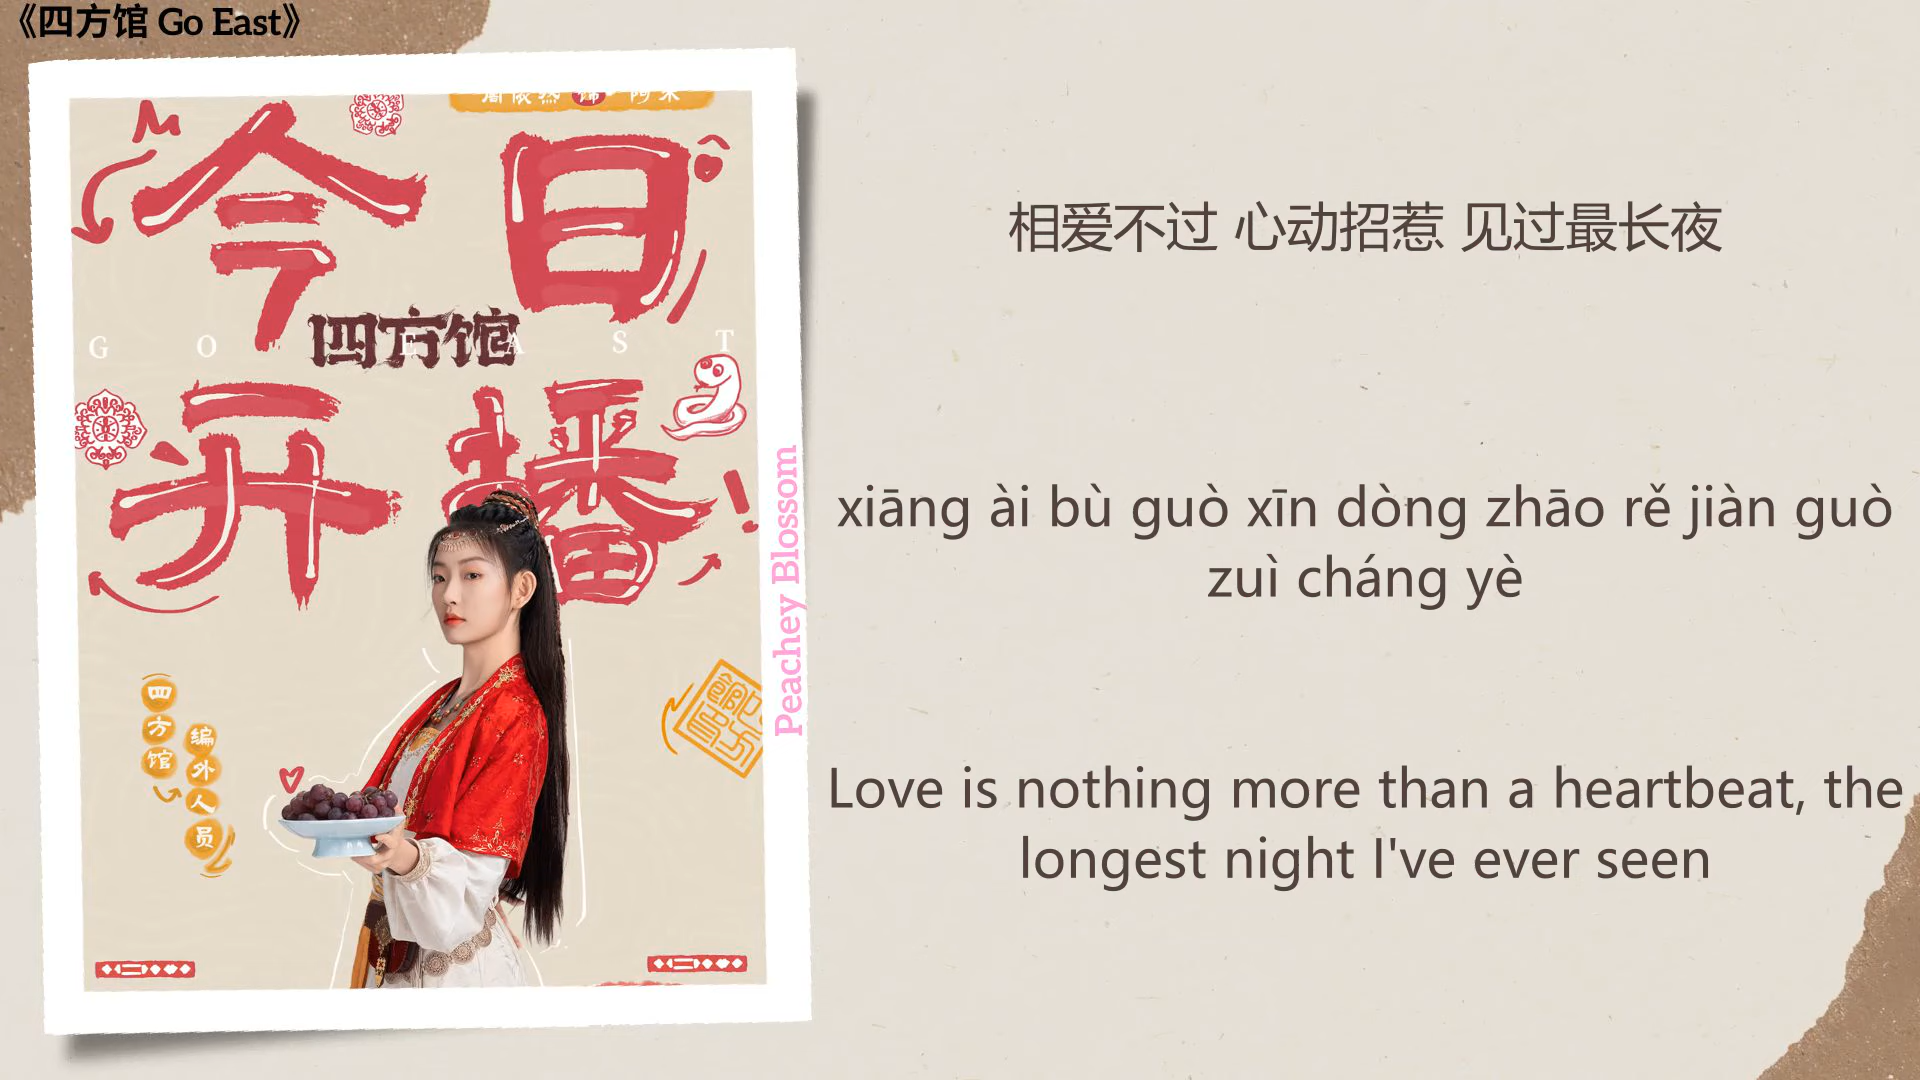 《四方馆 Go East》
今日
四方馆
GO EAST
开播
四方馆
编外人员
Peachey Blossom
相爱不过 心动招惹 见过最长夜
xiāng ài bù guò xīn dòng zhāo rě jiàn guò
zuì cháng yè
Love is nothing more than a heartbeat, the
longest night I've ever seen